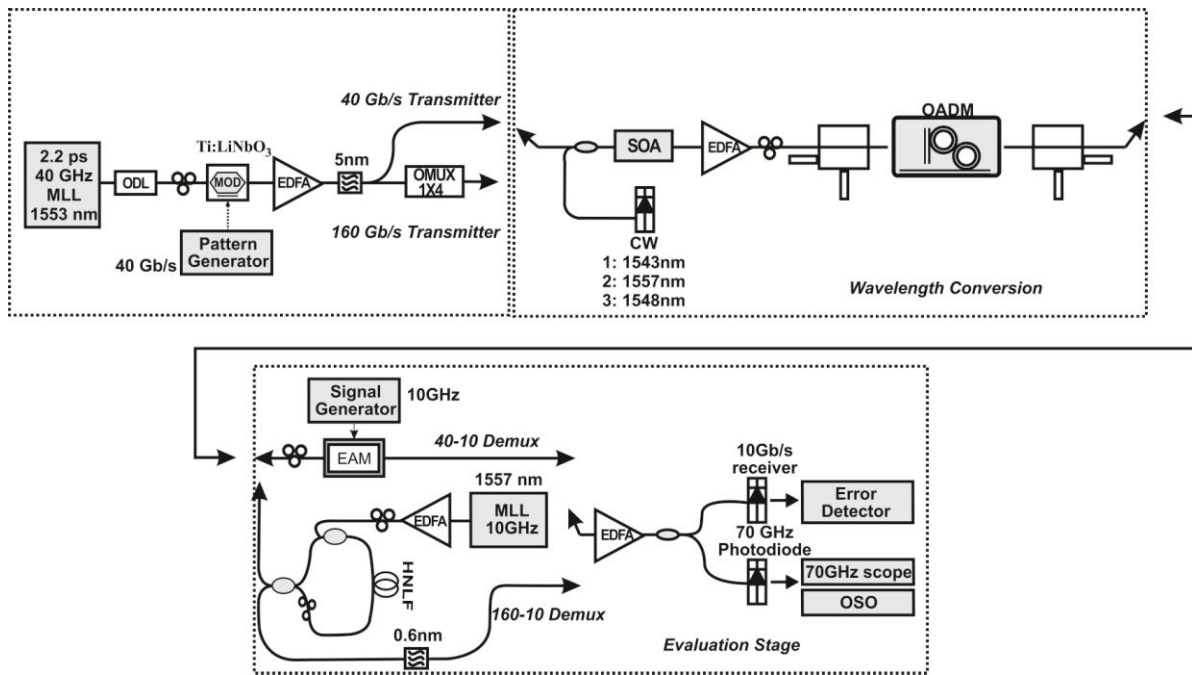 40 Gb/s Transmitter
Ti:LiNbO3
2.2 ps
40 GHz
MLL
1553 nm
ODL
MOD
EDFA
5nm
OMUX
1X4
160 Gb/s Transmitter
40 Gb/s
Pattern
Generator
OADM
SOA
EDFA
CW
1: 1543nm
2: 1557nm
3: 1548nm
Wavelength Conversion
Signal
Generator
10GHz
EAM
40-10 Demux
1557 nm
MLL
10GHz
EDFA
HNLF
0.6nm
160-10 Demux
EDFA
10Gb/s
receiver
Error
Detector
70 GHz
Photodiode
70GHz scope
OSO
Evaluation Stage